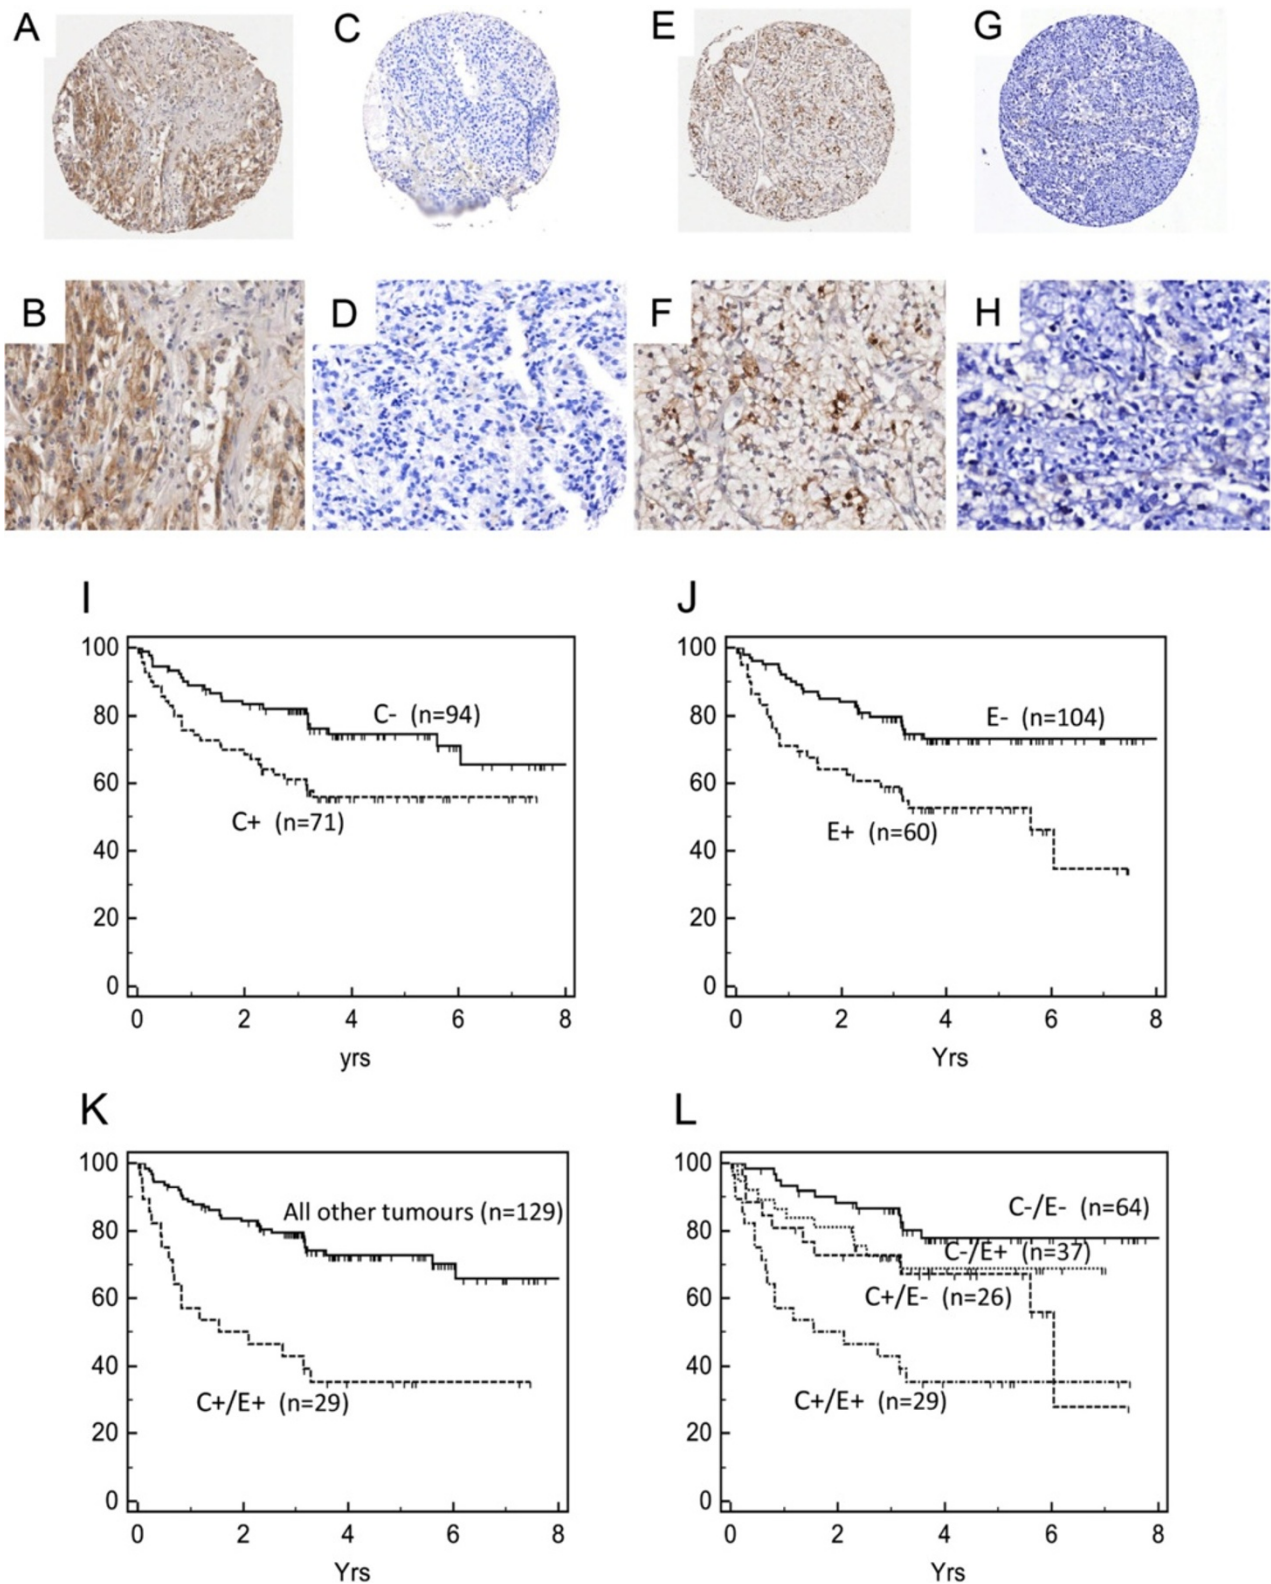 A C E G
B D F H
I J
100 100
80 C- (n=94) 80 E- (n=104)
60 60
C+ (n=71) E+ (n=60)
40 40
20 20
0 0
0 2 4 6 8 0 2 4 6 8
yrs Yrs
K L
100 100
All other tumours (n=129) C-/E- (n=64)
80 80
C-/E+ (n=37)
60 C+/E- (n=26) 60
40 40
C+/E+ (n=29) C+/E+ (n=29)
20 20
0 0
0 2 4 6 8 0 2 4 6 8
Yrs Yrs